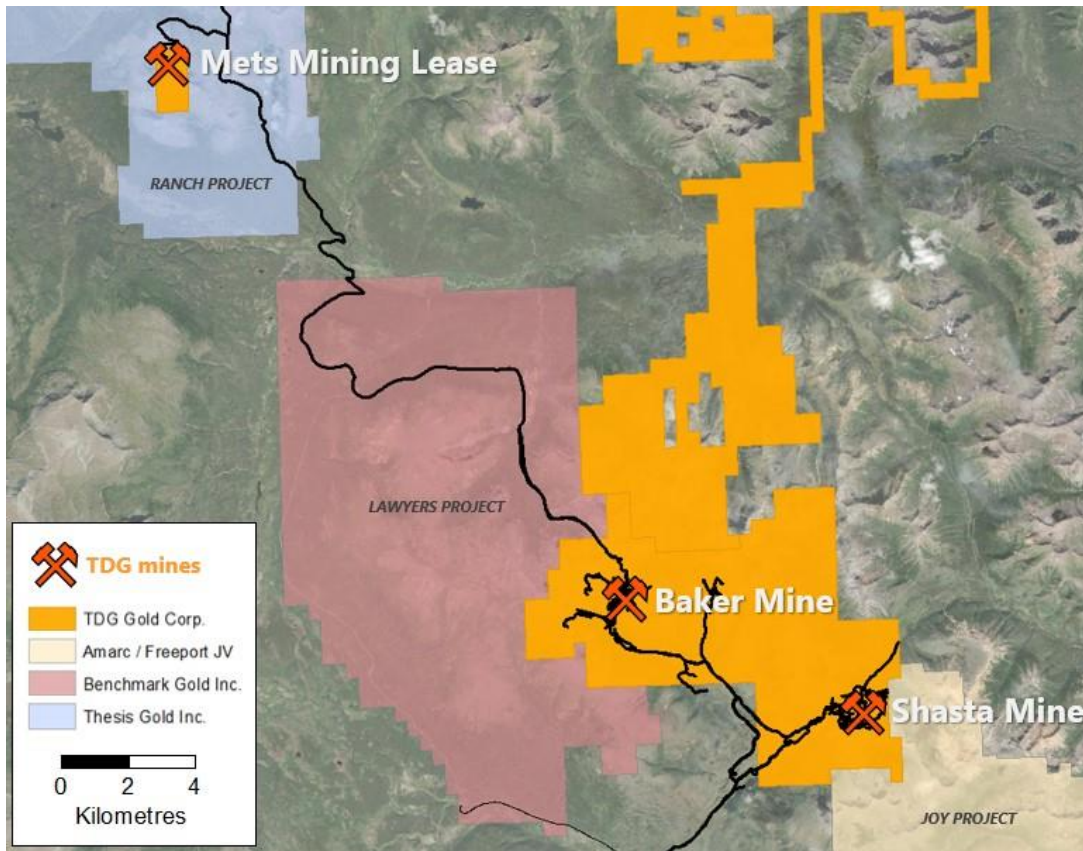 Mets Mining Lease
RANCH PROJECT
LAWYERS PROJECT
Baker Mine
Shasta Mine
JOY PROJECT
TDG mines
TDG Gold Corp.
Amarc / Freeport JV
Benchmark Gold Inc.
Thesis Gold Inc.
0 2 4
Kilometres